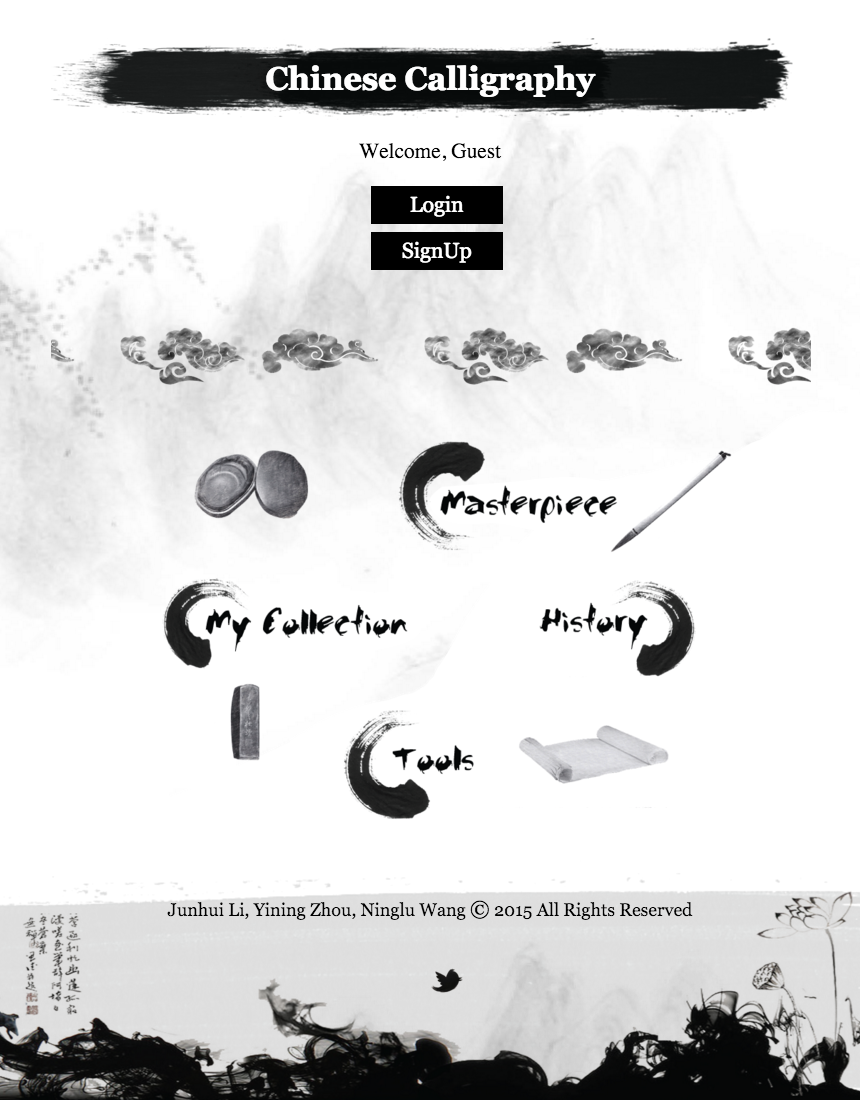 Chinese Calligraphy
Welcome, Guest
Login
SignUp
Masterpiece
My Collection
History
Tools
Junhui Li, Yining Zhou, Ninglu Wang © 2015 All Rights Reserved